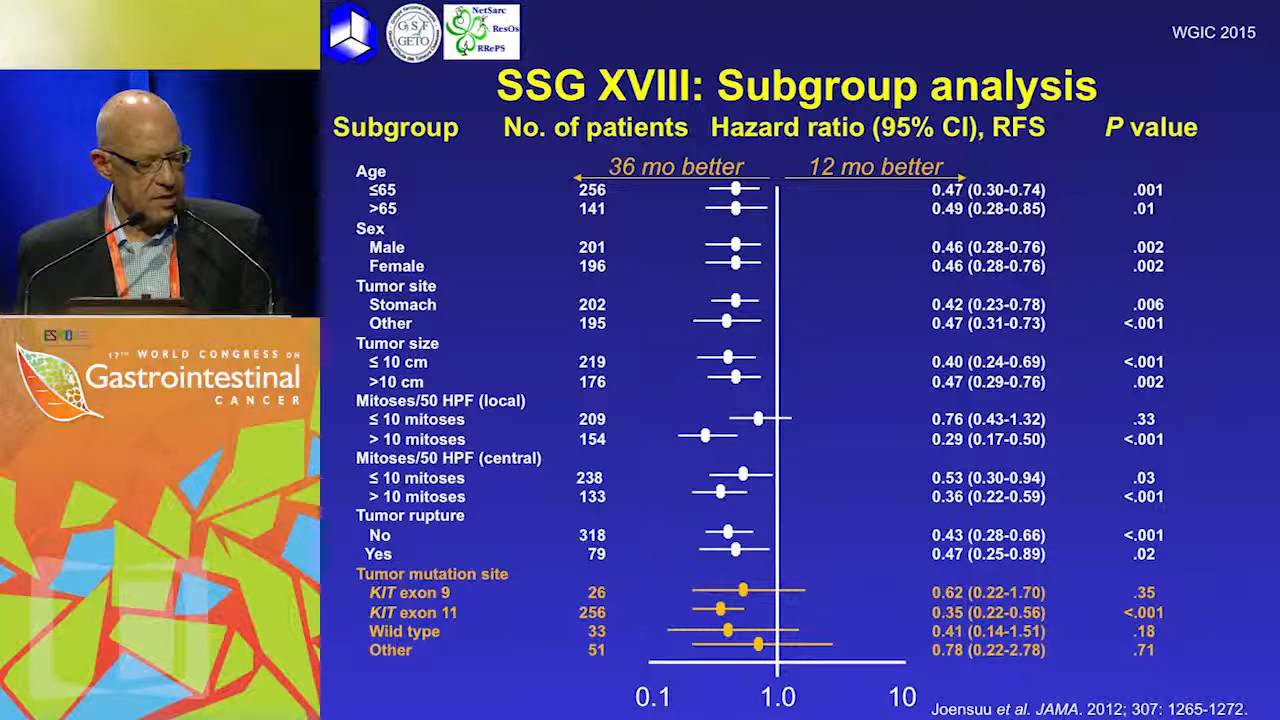 NetSarc
ResOs
RRePS
GSF
GETO
WGIC 2015
SSG XVIII: Subgroup analysis
Subgroup No. of patients Hazard ratio (95% CI), RFS P value
36 mo better 12 mo better
Age
≤65 256 0.47 (0.30-0.74) .001
>65 141 0.49 (0.28-0.85) .01
Sex
Male 201 0.46 (0.28-0.76) .002
Female 196 0.46 (0.28-0.76) .002
Tumor site
Stomach 202 0.42 (0.23-0.78) .006
Other 195 0.47 (0.31-0.73) <.001
Tumor size
≤ 10 cm 219 0.40 (0.24-0.69) <.001
>10 cm 176 0.47 (0.29-0.76) .002
Mitoses/50 HPF (local)
≤ 10 mitoses 209 0.76 (0.43-1.32) .33
> 10 mitoses 154 0.29 (0.17-0.50) <.001
Mitoses/50 HPF (central)
≤ 10 mitoses 238 0.53 (0.30-0.94) .03
> 10 mitoses 133 0.36 (0.22-0.59) <.001
Tumor rupture
No 318 0.43 (0.28-0.66) <.001
Yes 79 0.47 (0.25-0.89) .02
Tumor mutation site
KIT exon 9 26 0.62 (0.22-1.70) .35
KIT exon 11 256 0.35 (0.22-0.56) <.001
Wild type 33 0.41 (0.14-1.51) .18
Other 51 0.78 (0.22-2.78) .71
0.1 1.0 10
Joensuu et al. JAMA. 2012; 307: 1265-1272.
ESMO
17TH WORLD CONGRESS ON
Gastrointestinal
CANCER